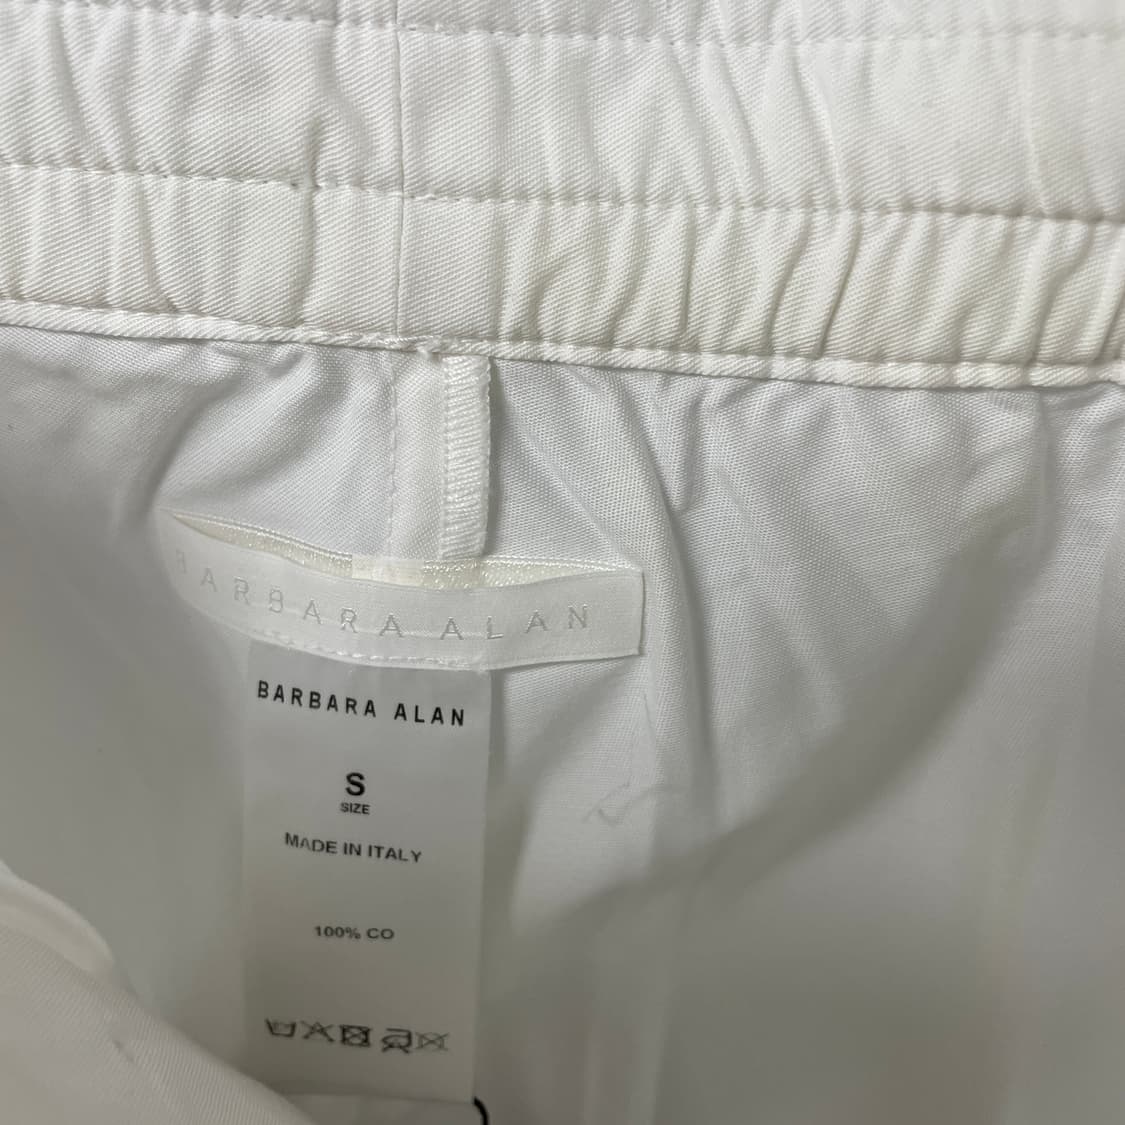 BARBARA ALAN
BARBARA ALAN
S
SIZE
MADE IN ITALY
100% CO